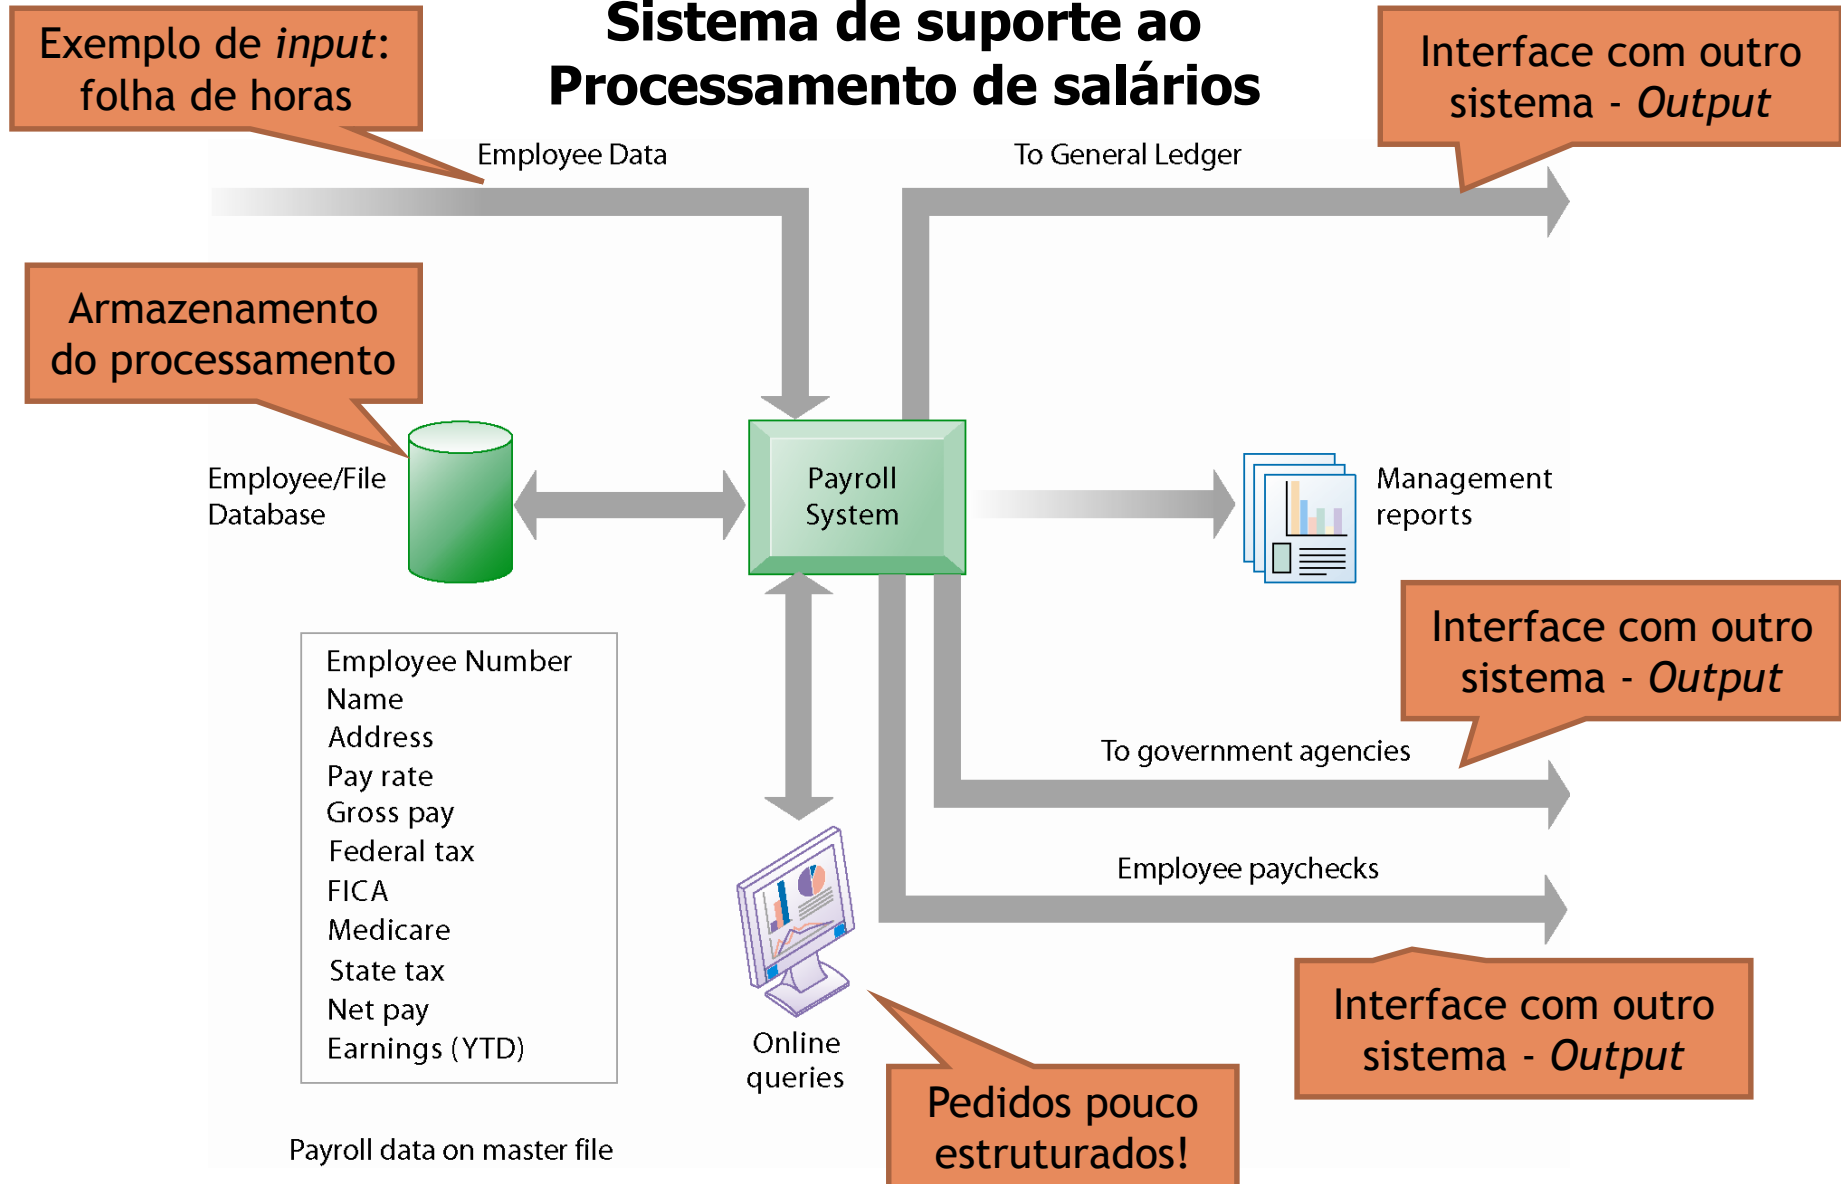 Sistema de suporte ao
Processamento de salários
Exemplo de input:
folha de horas
Interface com outro
sistema - Output
Employee Data
To General Ledger
Armazenamento
do processamento
Employee/File
Database
Payroll
System
Management
reports
Interface com outro
sistema - Output
To government agencies
Employee paychecks
Employee Number
Name
Address
Pay rate
Gross pay
Federal tax
FICA
Medicare
State tax
Net pay
Earnings (YTD)
Payroll data on master file
Online
queries
Pedidos pouco
estruturados!
Interface com outro
sistema - Output